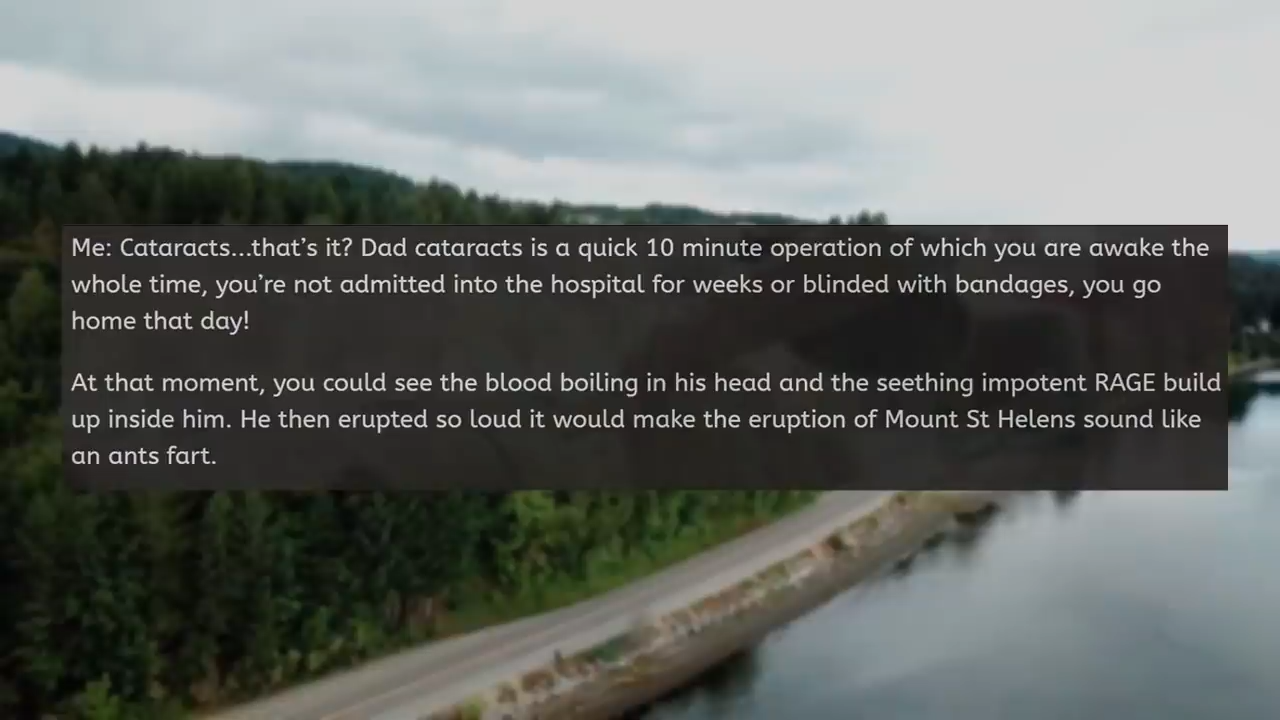 Me: Cataracts...that's it? Dad cataracts is a quick 10 minute operation of which you are awake the
whole time, you're not admitted into the hospital for weeks or blinded with bandages, you go
home that day!
At that moment, you could see the blood boiling in his head and the seething impotent RAGE build
up inside him. He then erupted so loud it would make the eruption of Mount St Helens sound like
an ants fart.